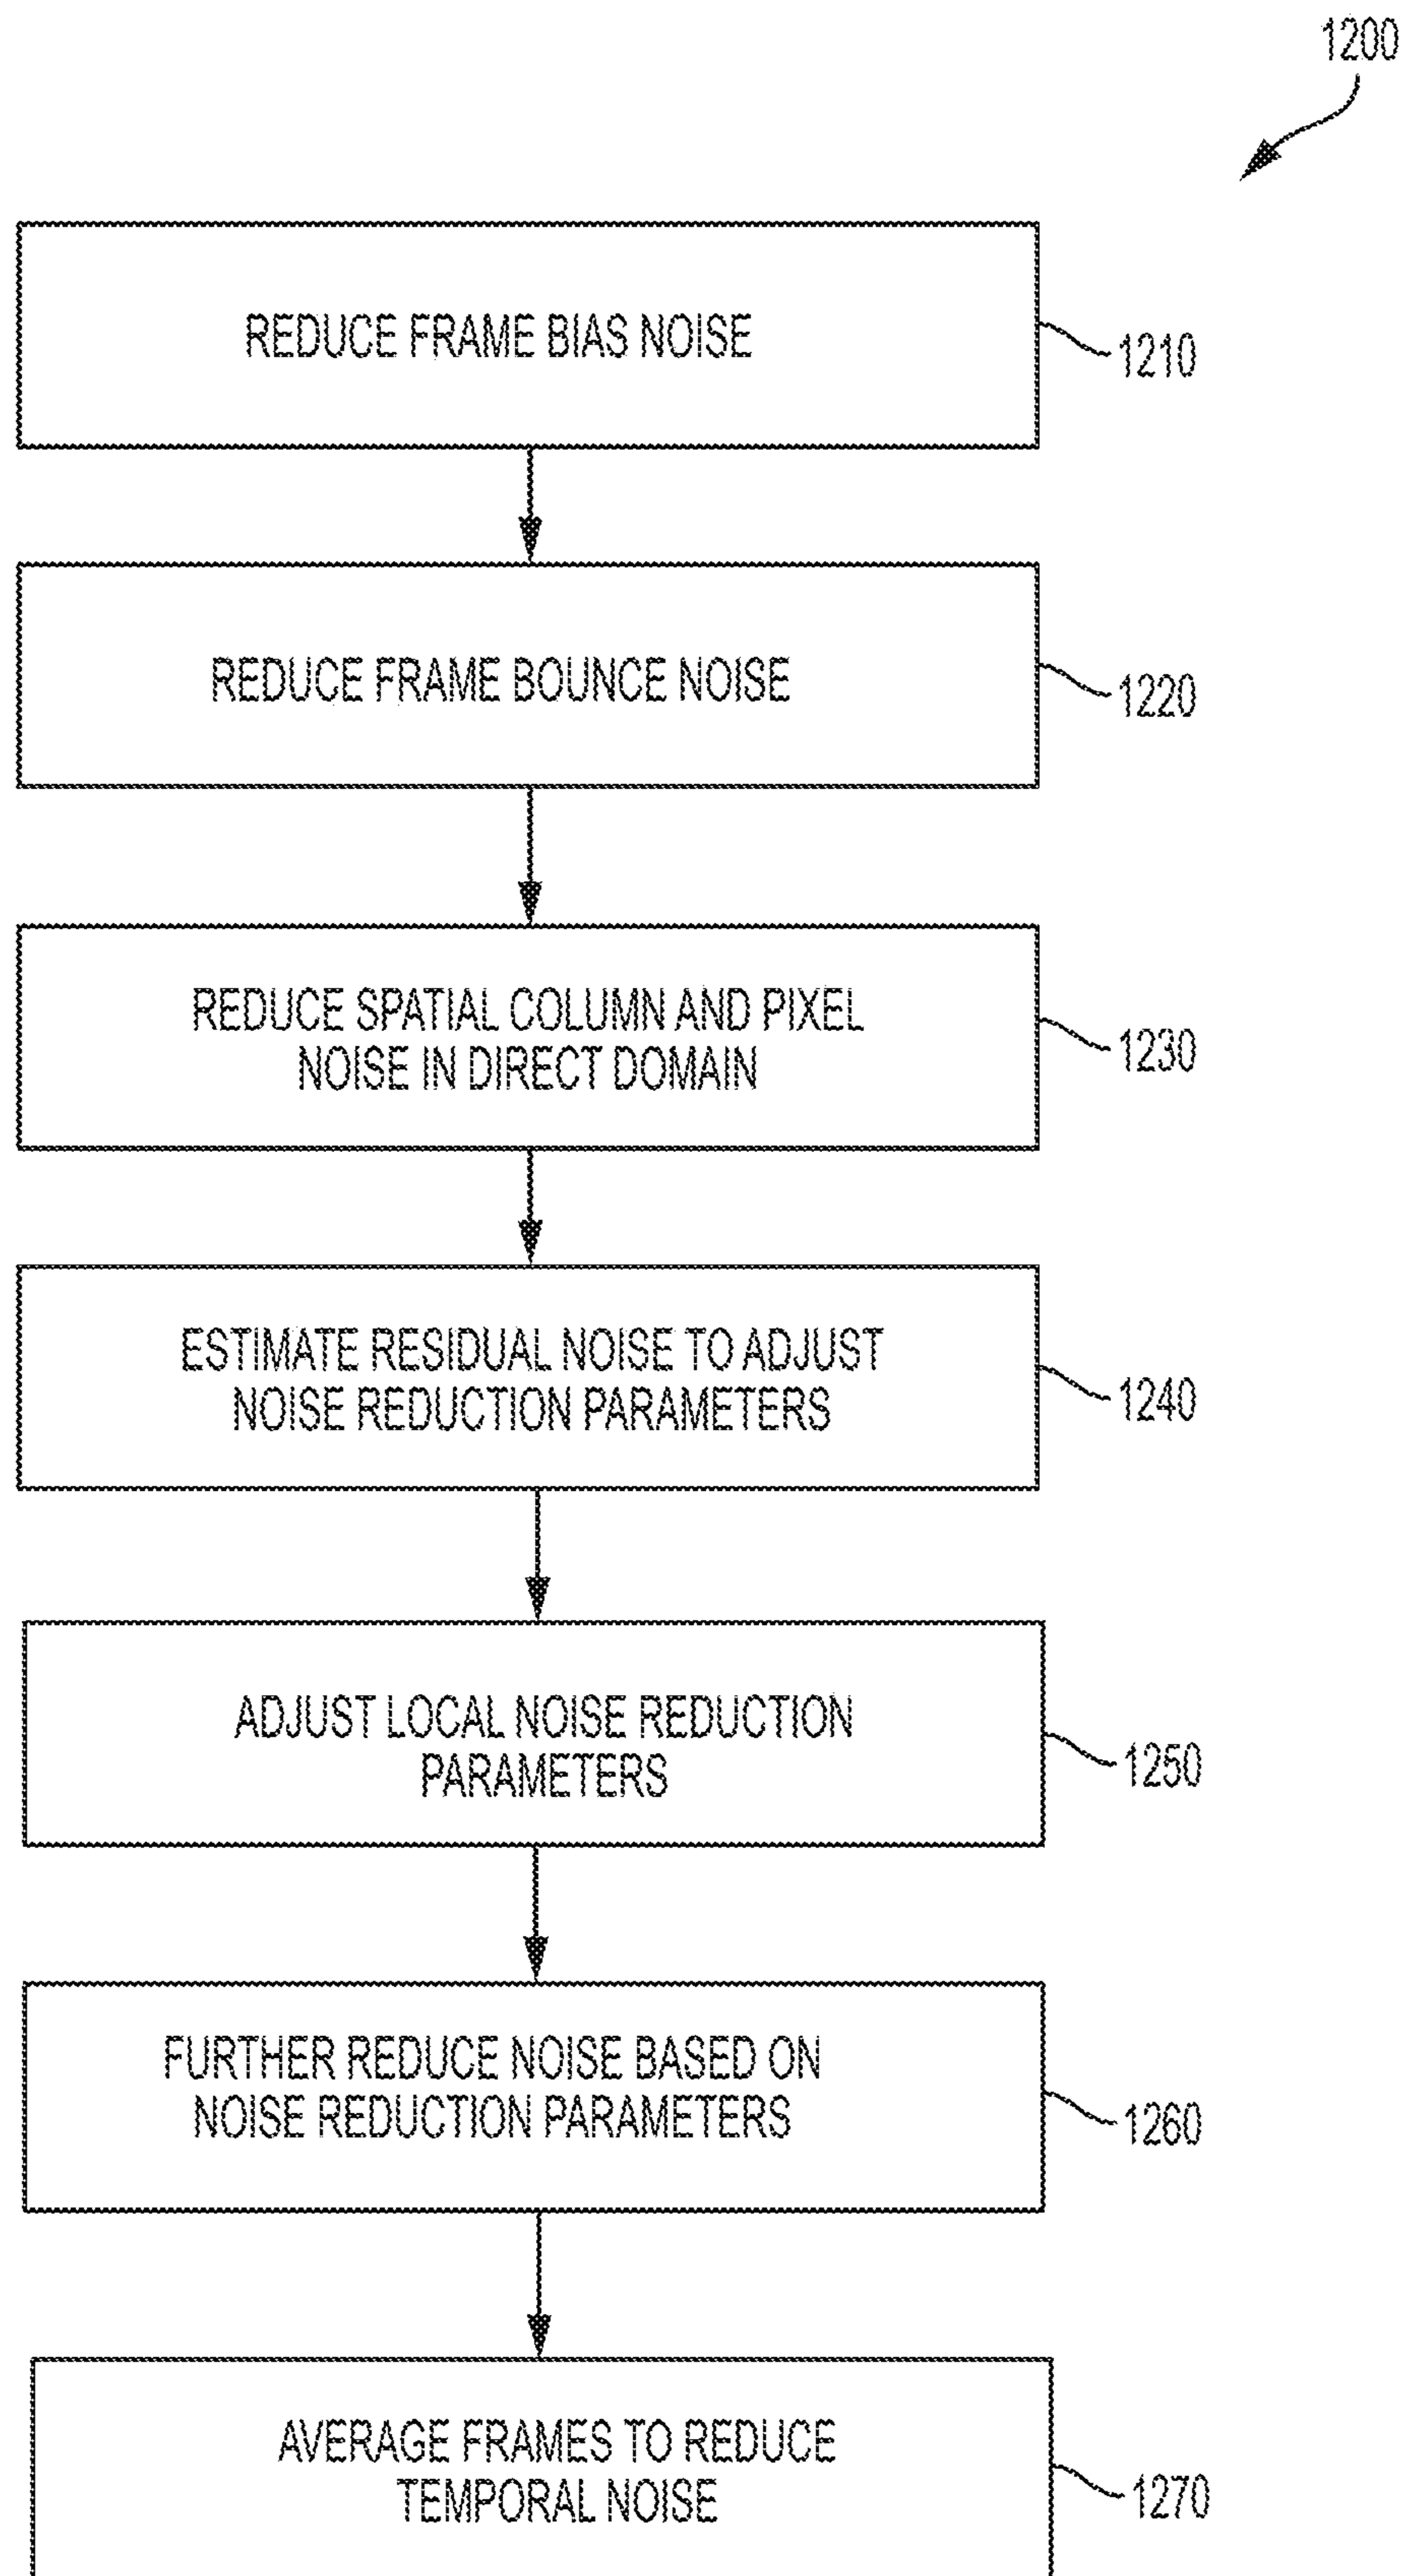 1200
REDUCE FRAME BIAS NOISE
1210
REDUCE FRAME BOUNCE NOISE
1220
REDUCE SPATIAL COLUMN AND PIXEL
NOISE IN DIRECT DOMAIN
1230
ESTIMATE RESIDUAL NOISE TO ADJUST
NOISE REDUCTION PARAMETERS
1240
ADJUST LOCAL NOISE REDUCTION
PARAMETERS
1250
FURTHER REDUCE NOISE BASED ON
NOISE REDUCTION PARAMETERS
1260
AVERAGE FRAMES TO REDUCE
TEMPORAL NOISE
1270